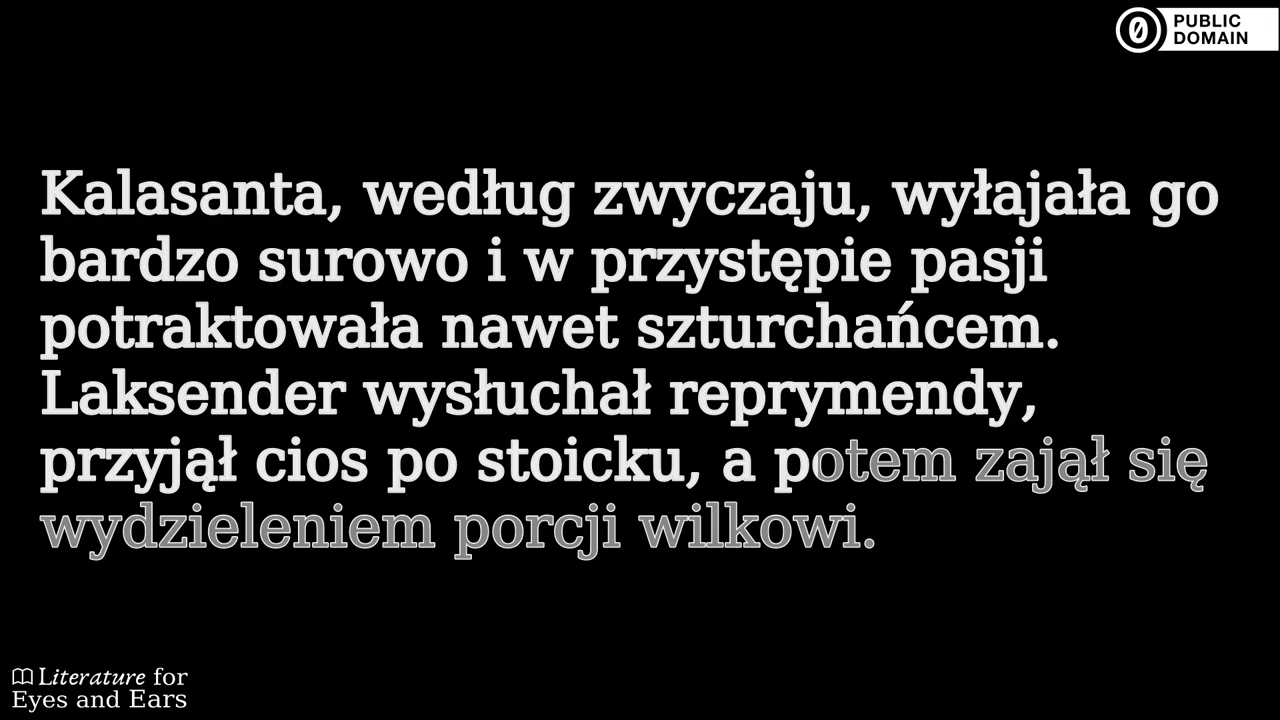 PUBLIC
DOMAIN
Kalasanta, według zwyczaju, wyłajała go
bardzo surowo i w przystępie pasji
potraktowała nawet szturchańcem.
Laksender wysłuchał reprymendy,
przyjął cios po stoicku, a potem zajął się
wydzieleniem porcji wilkowi.
Literature for
Eyes and Ears